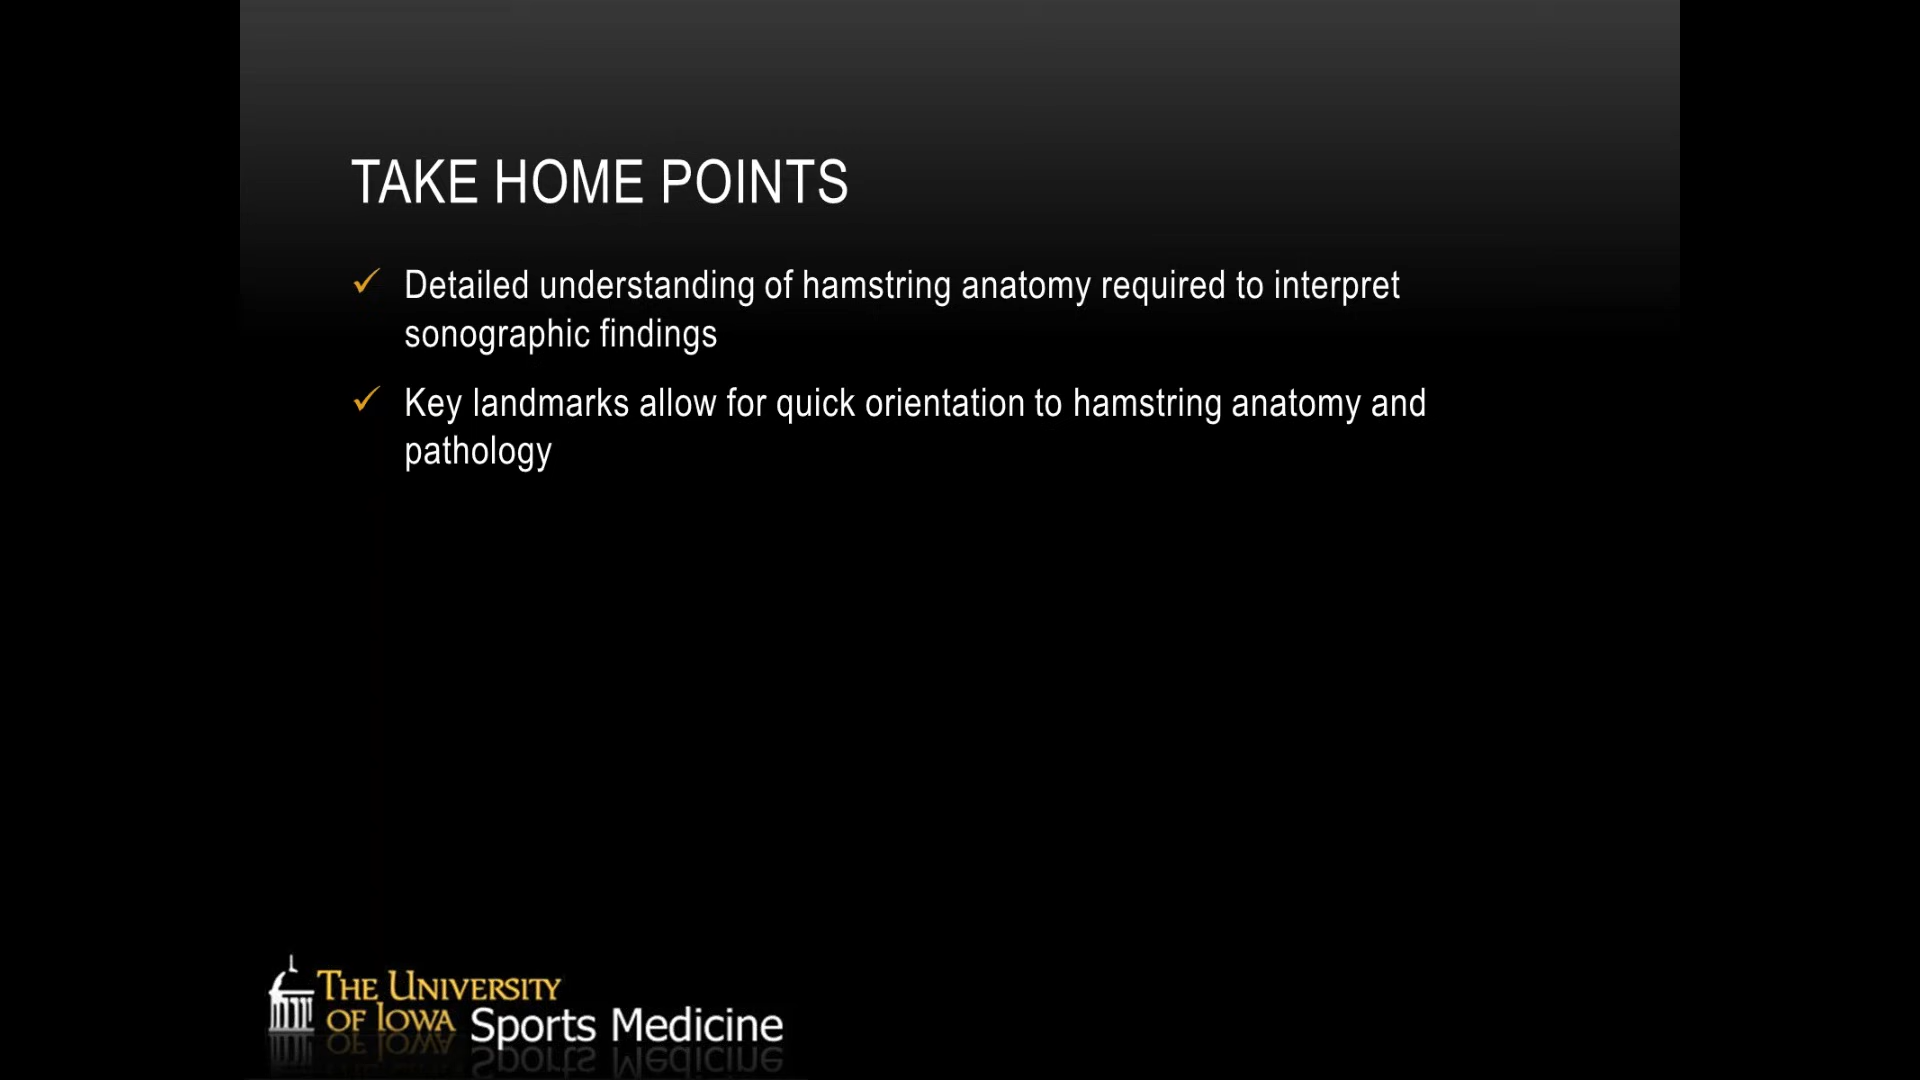 TAKE HOME POINTS
✓ Detailed understanding of hamstring anatomy required to interpret
sonographic findings
✓ Key landmarks allow for quick orientation to hamstring anatomy and
pathology
THE UNIVERSITY
OF IOWA Sports Medicine